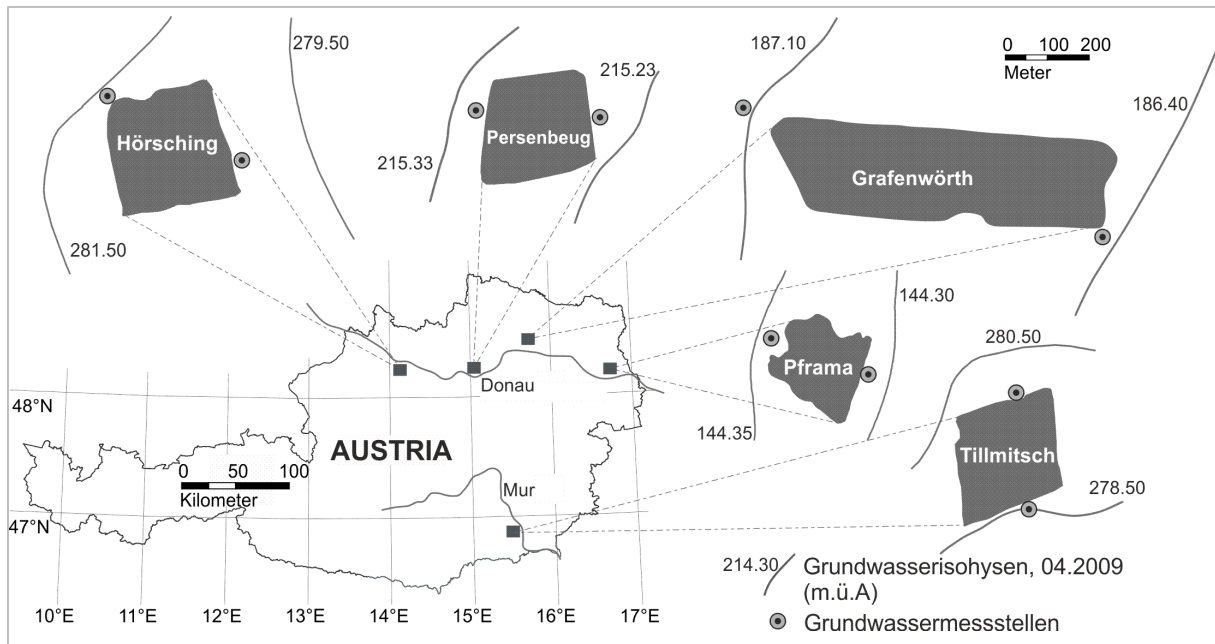 279.50
281.50
Hörsching
215.33
215.23
Persenbeug
187.10
186.40
Grafenwörth
0 100 200
Meter
144.35
144.30
Pframa
280.50
278.50
Tillmitsch
Donau
48°N
AUSTRIA
0 50 100
Kilometer
Mur
47°N
10°E 11°E 12°E 13°E 14°E 15°E 16°E 17°E
214.30 Grundwasserisohysen, 04.2009
(m.ü.A)
Grundwassermessstellen